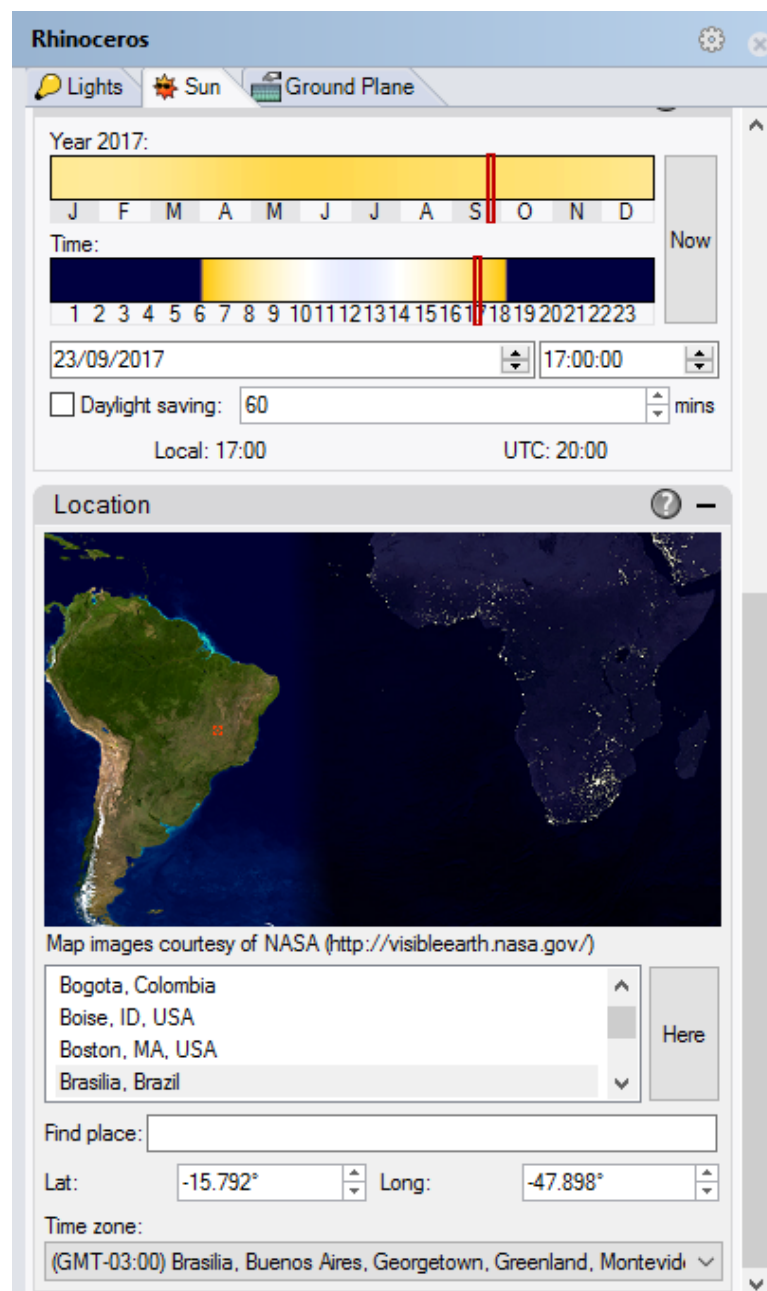 Rhinoceros
Lights Sun Ground Plane
Year 2017:
J F M A M J J A S O N D
Now
Time:
1 2 3 4 5 6 7 8 9 10 11 12 13 14 15 16 17 18 19 20 21 22 23
23/09/2017 17:00:00
Daylight saving: 60 mins
Local: 17:00 UTC: 20:00
Location
Map images courtesy of NASA (http://visibleearth.nasa.gov/)
Bogota, Colombia
Boise, ID, USA
Boston, MA, USA
Brasilia, Brazil
Here
Find place:
Lat: -15.792° Long: -47.898°
Time zone:
(GMT-03:00) Brasilia, Buenos Aires, Georgetown, Greenland, Montevid